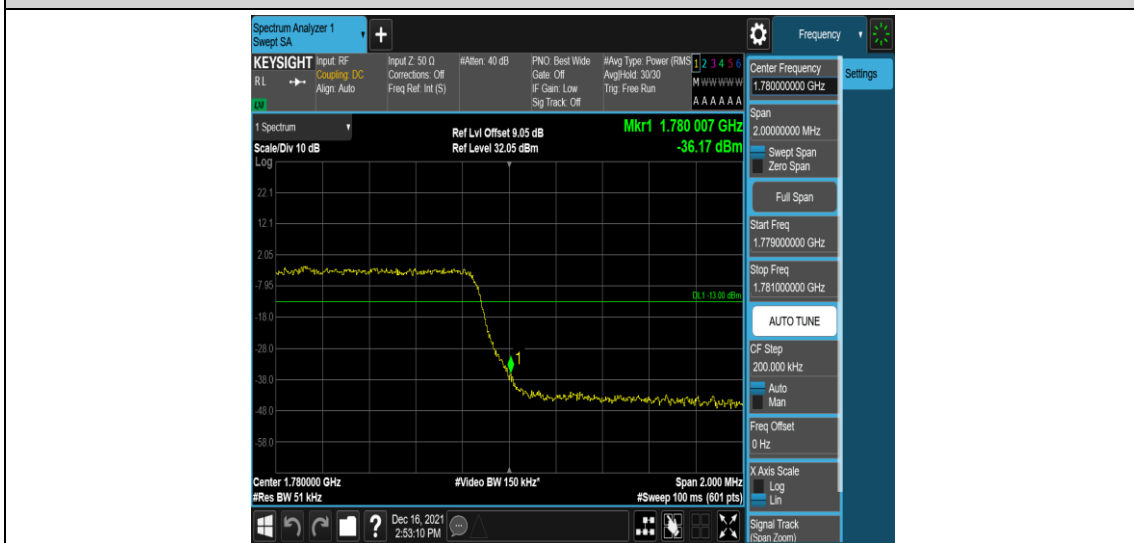 Spectrum Analyzer 1
Swept SA
+
Frequency
KEYSIGHT
RL
LXI
Input: RF
Coupling: DC
Align: Auto
Input Z: 50 Ω
Corrections: Off
Freq Ref: Int (S)
#Atten: 40 dB
PNO: Best Wide
Gate: Off
IF Gain: Low
Sig Track: Off
#Avg Type: Power (RMS
Avg|Hold: 30/30
Trig: Free Run
1 2 3 4 5 6
M W W W W W
A A A A A A
1 Spectrum
Scale/Div 10 dB
Log
Ref Lvl Offset 9.05 dB
Ref Level 32.05 dBm
Mkr1 1.780 007 GHz
-36.17 dBm
22.1
12.1
2.05
-7.95
-18.0
-28.0
-38.0
-48.0
-58.0
DL1 -13.00 dBm
1
Center 1.780000 GHz
#Res BW 51 kHz
#Video BW 150 kHz*
Span 2.000 MHz
#Sweep 100 ms (601 pts)
Center Frequency
1.780000000 GHz
Settings
Span
2.00000000 MHz
Swept Span
Zero Span
Full Span
Start Freq
1.779000000 GHz
Stop Freq
1.781000000 GHz
AUTO TUNE
CF Step
200.000 kHz
Auto
Man
Freq Offset
0 Hz
X Axis Scale
Log
Lin
Signal Track
(Span Zoom)
?
Dec 16, 2021
2:53:10 PM